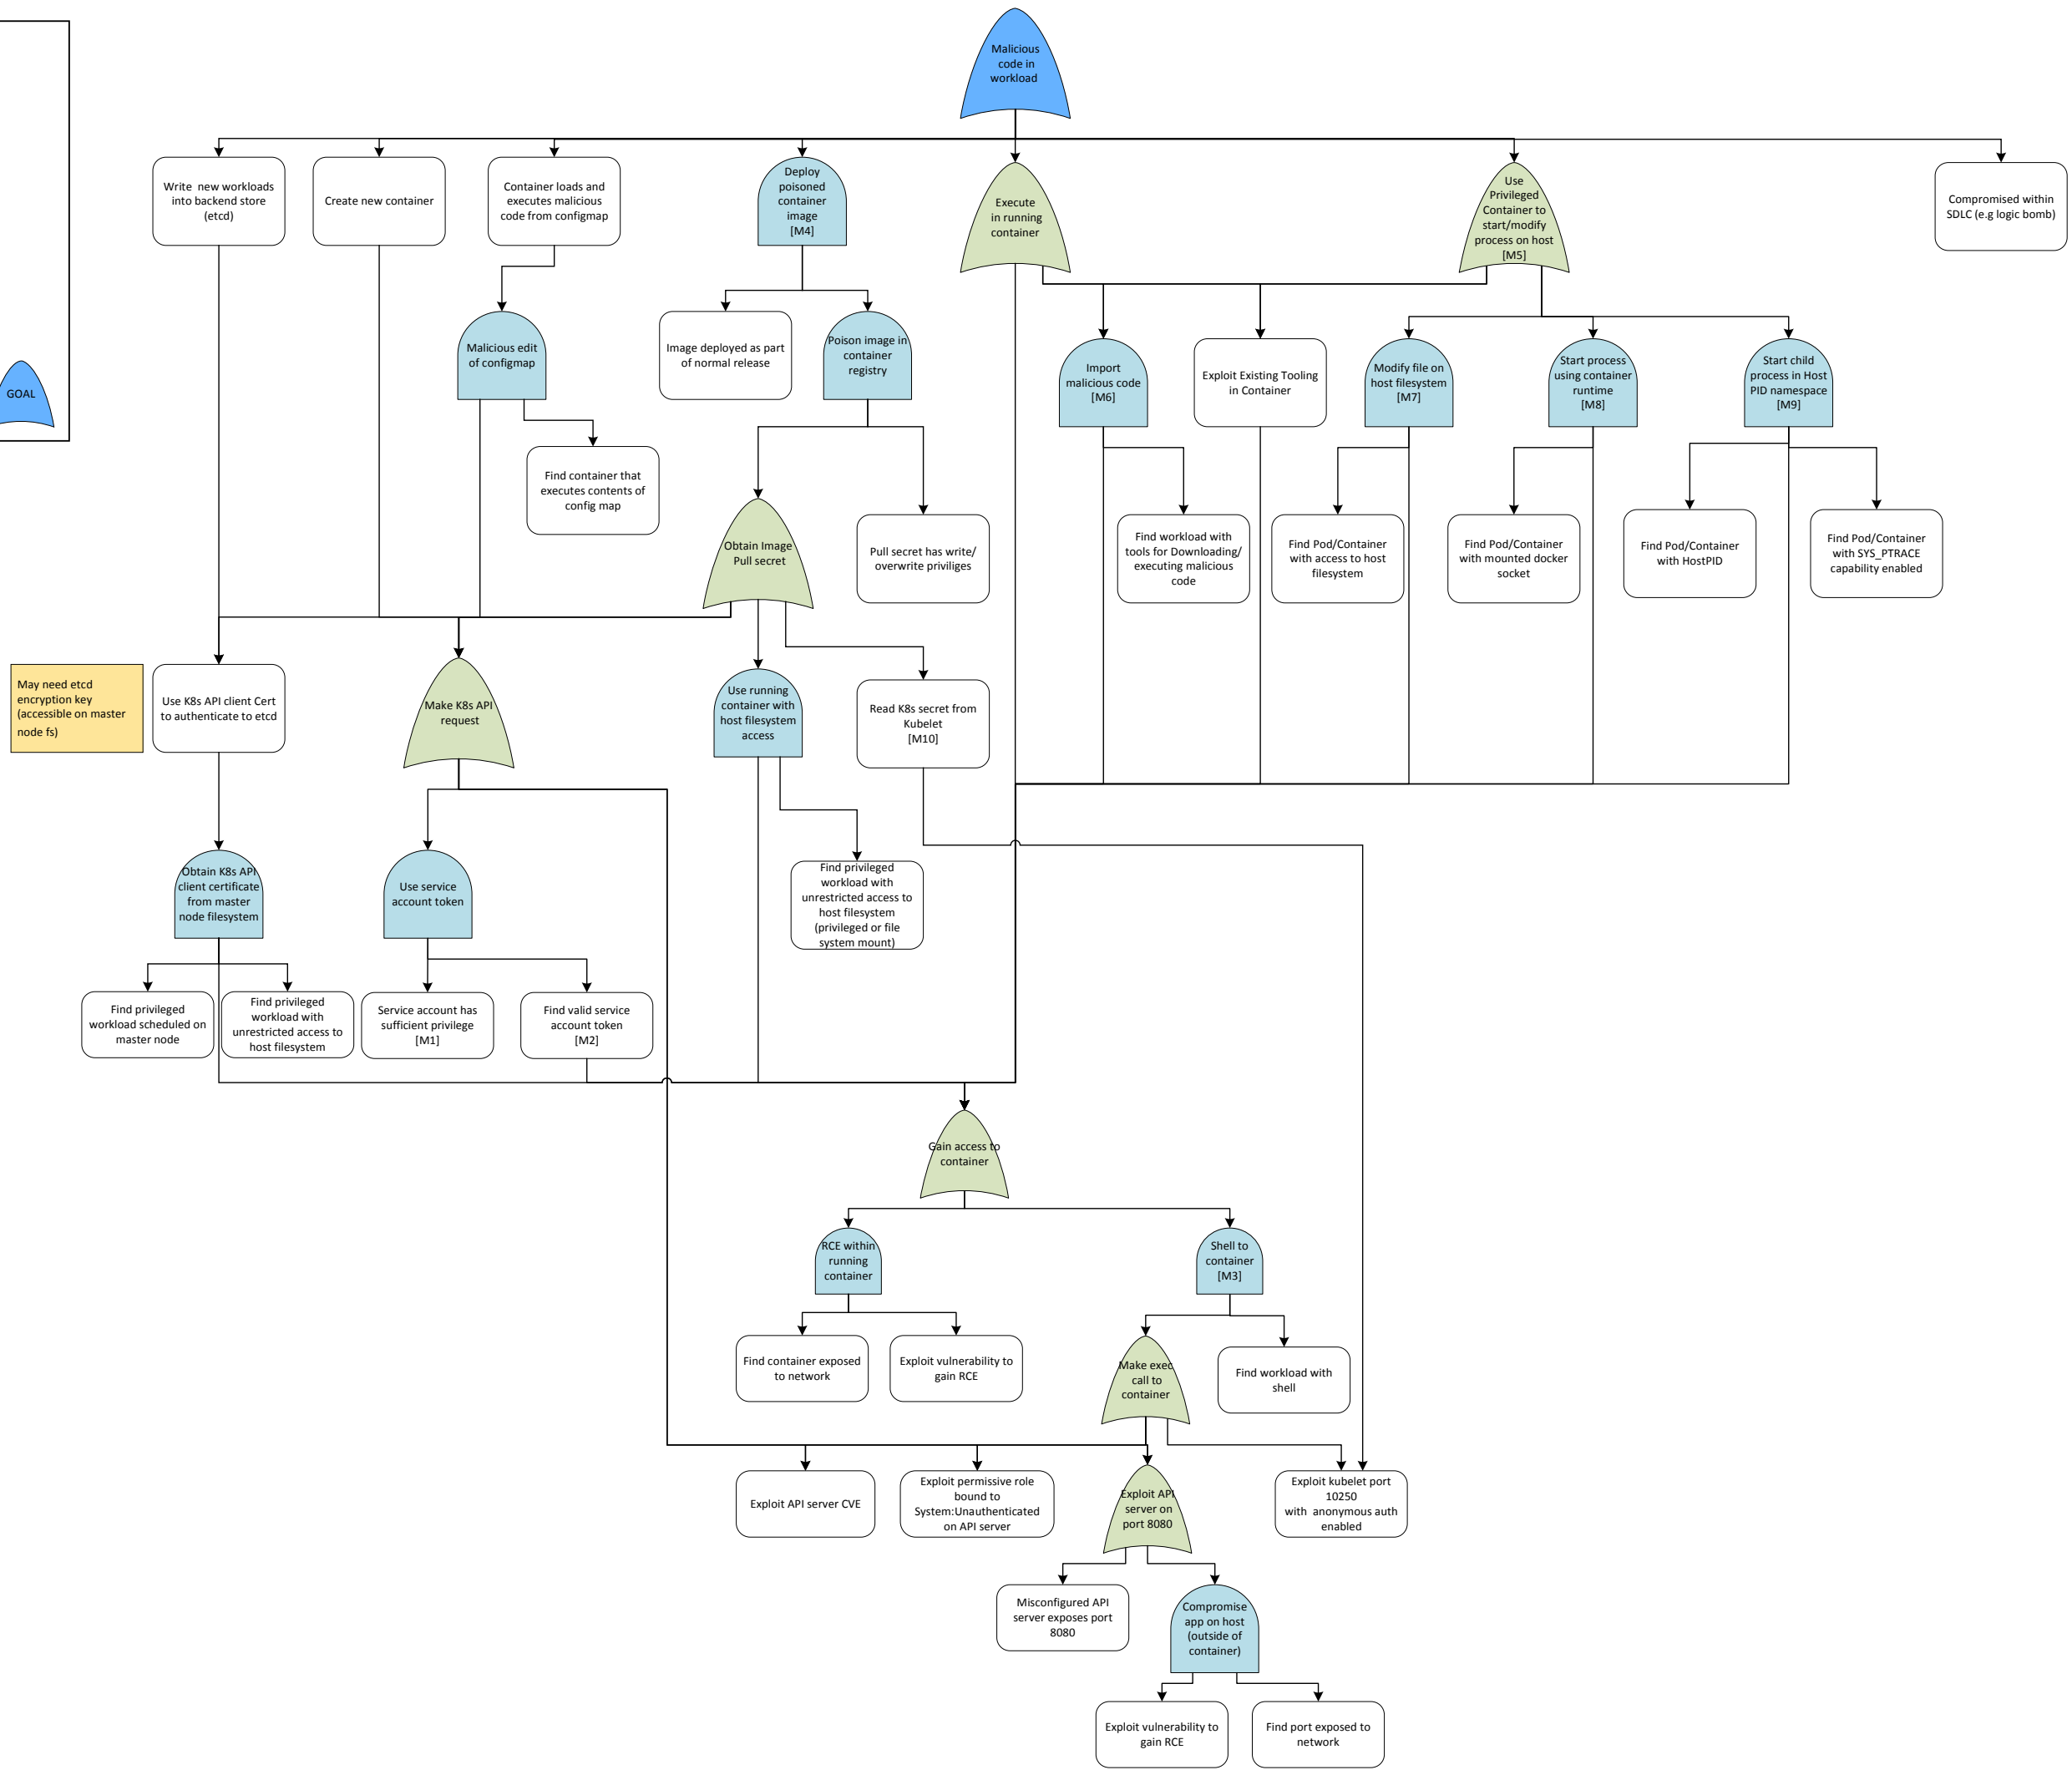 Malicious
code in
workload
Write  new workloads
into backend store
(etcd)
Create new container
Container loads and
executes malicious
code from configmap
Deploy
poisoned
container
image
[M4]
Execute
in running
container
Use
Privileged
Container to
start/modify
process on host
[M5]
Compromised within
SDLC (e.g logic bomb)
GOAL
Malicious edit
of configmap
Image deployed as part
of normal release
Poison image in
container
registry
Import
malicious code
[M6]
Exploit Existing Tooling
in Container
Modify file on
host filesystem
[M7]
Start process
using container
runtime
[M8]
Start child
process in Host
PID namespace
[M9]
Find container that
executes contents of
config map
Obtain Image
Pull secret
Pull secret has write/
overwrite priviliges
Find workload with
tools for Downloading/
executing malicious
code
Find Pod/Container
with access to host
filesystem
Find Pod/Container
with mounted docker
socket
Find Pod/Container
with HostPID
Find Pod/Container
with SYS_PTRACE
capability enabled
May need etcd
encryption key
(accessible on master
node fs)
Use K8s API client Cert
to authenticate to etcd
Make K8s API
request
Use running
container with
host filesystem
access
Read K8s secret from
Kubelet
[M10]
Obtain K8s API
client certificate
from master
node filesystem
Use service
account token
Find privileged
workload with
unrestricted access to
host filesystem
(privileged or file
system mount)
Find privileged
workload scheduled on
master node
Find privileged
workload with
unrestricted access to
host filesystem
Service account has
sufficient privilege
[M1]
Find valid service
account token
[M2]
Gain access to
container
RCE within
running
container
Shell to
container
[M3]
Find container exposed
to network
Exploit vulnerability to
gain RCE
Make exec
call to
container
Find workload with
shell
Exploit API server CVE
Exploit permissive role
bound to
System:Unauthenticated
on API server
Exploit API
server on
port 8080
Exploit kubelet port
10250
with  anonymous auth
enabled
Misconfigured API
server exposes port
8080
Compromise
app on host
(outside of
container)
Exploit vulnerability to
gain RCE
Find port exposed to
network